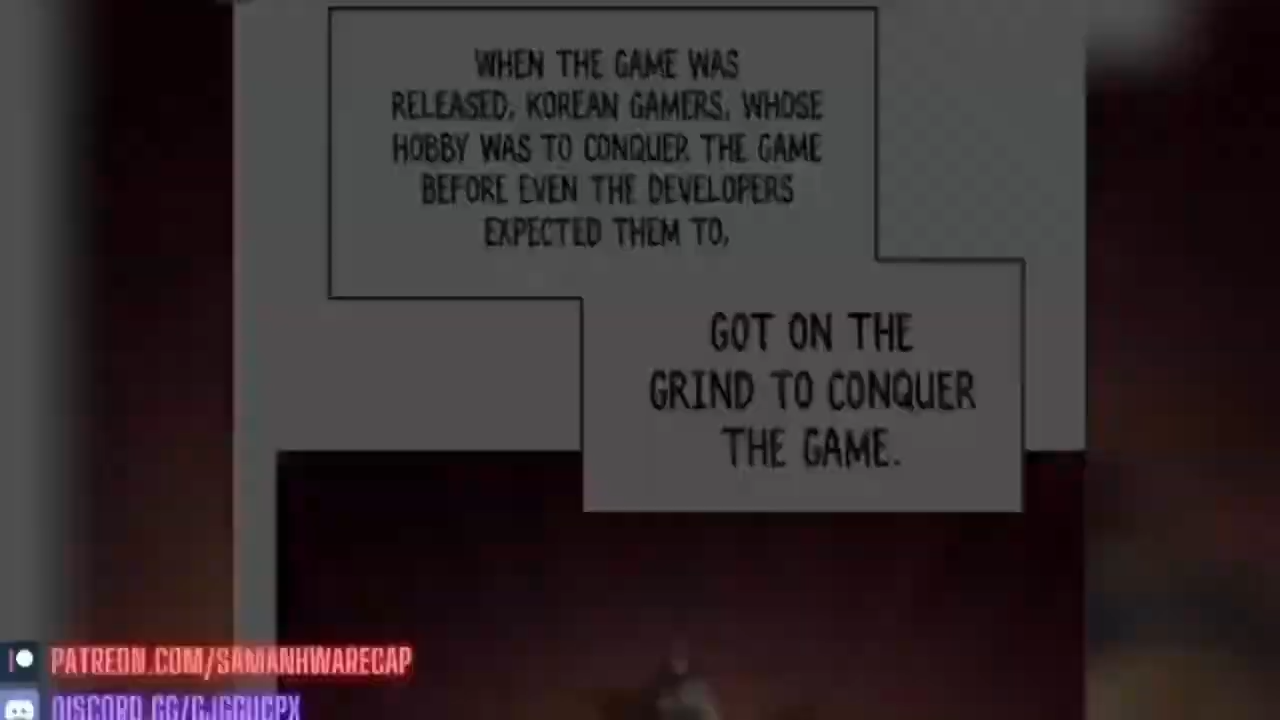 WHEN THE GAME WAS
RELEASED, KOREAN GAMERS, WHOSE
HOBBY WAS TO CONQUER THE GAME
BEFORE EVEN THE DEVELOPERS
EXPECTED THEM TO,
GOT ON THE
GRIND TO CONQUER
THE GAME.
PATREON.COM/SAMANHWARECAP